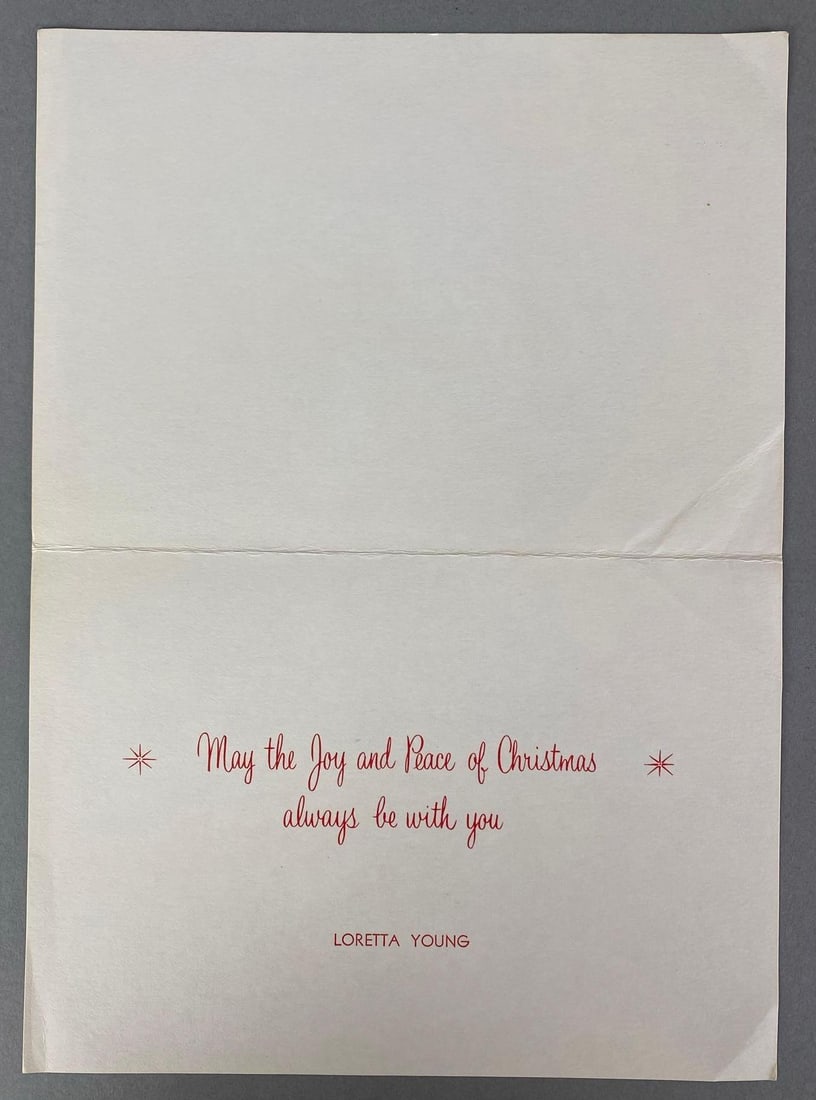 May the Joy and Peace of Christmas
always be with you
LORETTA YOUNG